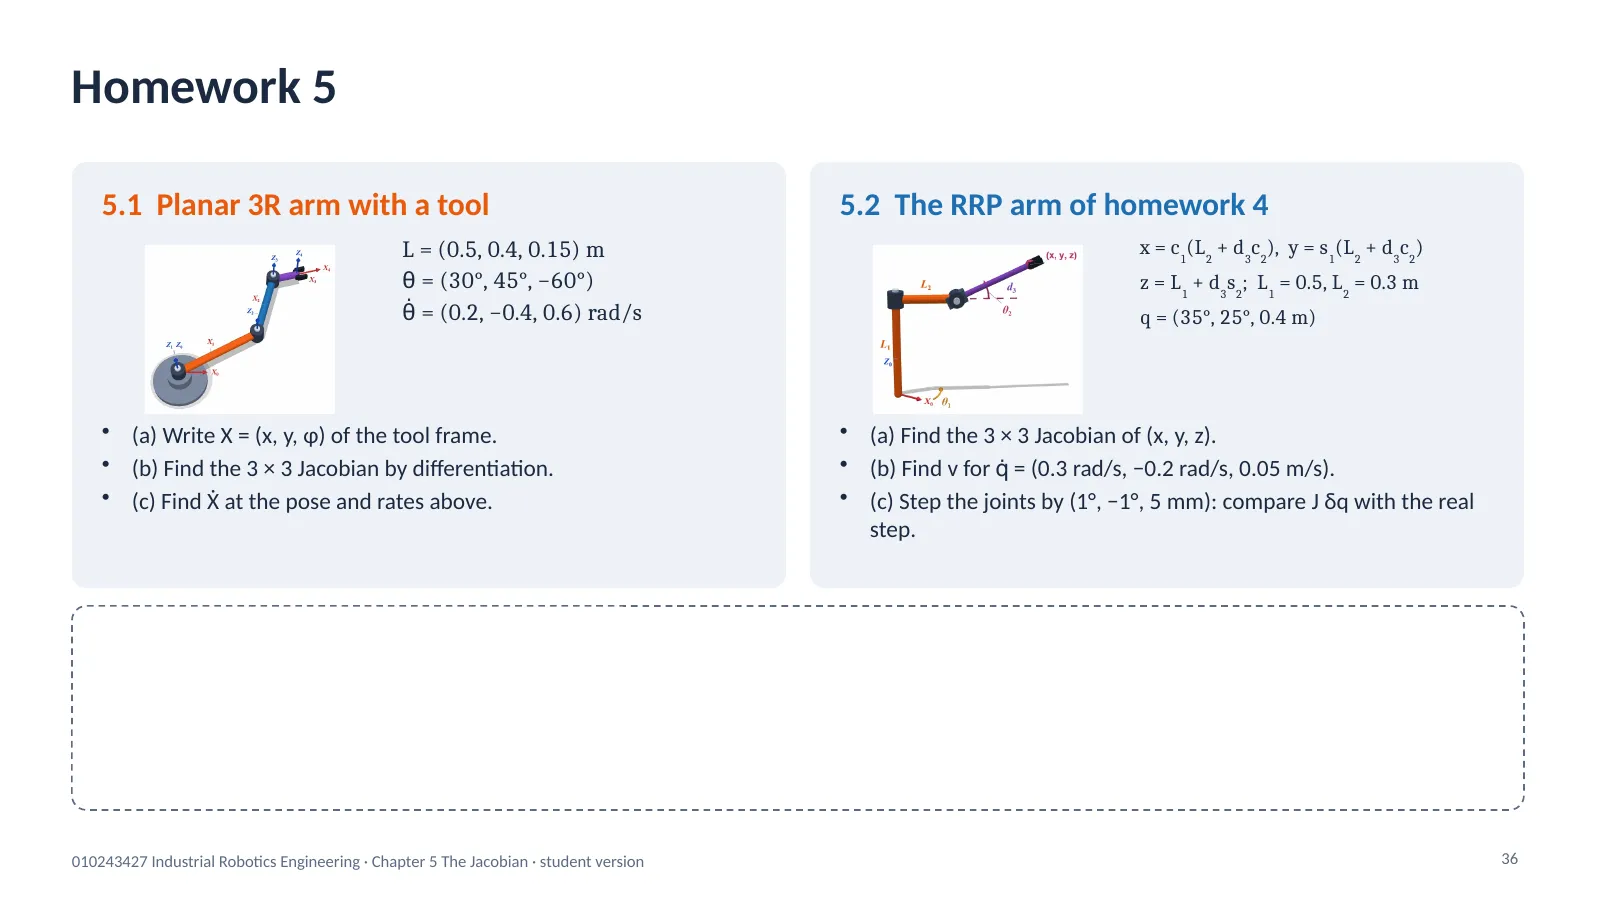 Homework 5
5.1 Planar 3R arm with a tool
L = (0.5, 0.4, 0.15) m
θ = (30°, 45°, −60°)
θ̇ = (0.2, −0.4, 0.6) rad/s
• (a) Write X = (x, y, φ) of the tool frame.
• (b) Find the 3 × 3 Jacobian by differentiation.
• (c) Find Ẋ at the pose and rates above.
5.2 The RRP arm of homework 4
(x, y, z)
L₂
d₃
θ₂
L₁
z₀
x₀ θ₁
x = c₁(L₂ + d₃c₂), y = s₁(L₂ + d₃c₂)
z = L₁ + d₃s₂; L₁ = 0.5, L₂ = 0.3 m
q = (35°, 25°, 0.4 m)
• (a) Find the 3 × 3 Jacobian of (x, y, z).
• (b) Find v for q̇ = (0.3 rad/s, −0.2 rad/s, 0.05 m/s).
• (c) Step the joints by (1°, −1°, 5 mm): compare J δq with the real
step.
010243427 Industrial Robotics Engineering · Chapter 5 The Jacobian · student version
36